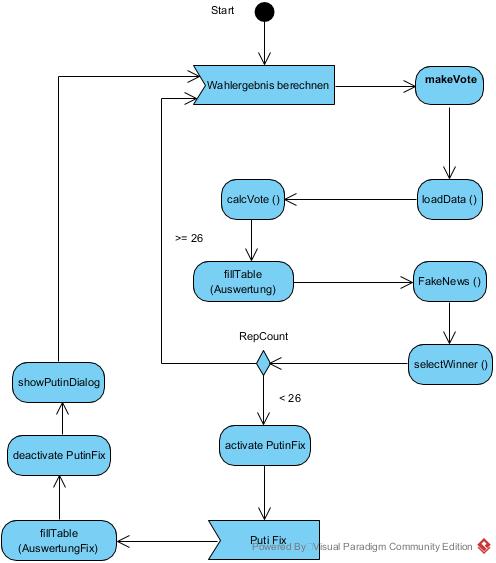 Start
Wahlergebnis berechnen
makeVote
calcVote ()
loadData ()
>= 26
fillTable
(Auswertung)
FakeNews ()
RepCount
selectWinner ()
showPutinDialog
< 26
activate PutinFix
deactivate PutinFix
fillTable
(AuswertungFix)
Puti Fix
Powered By Visual Paradigm Community Edition